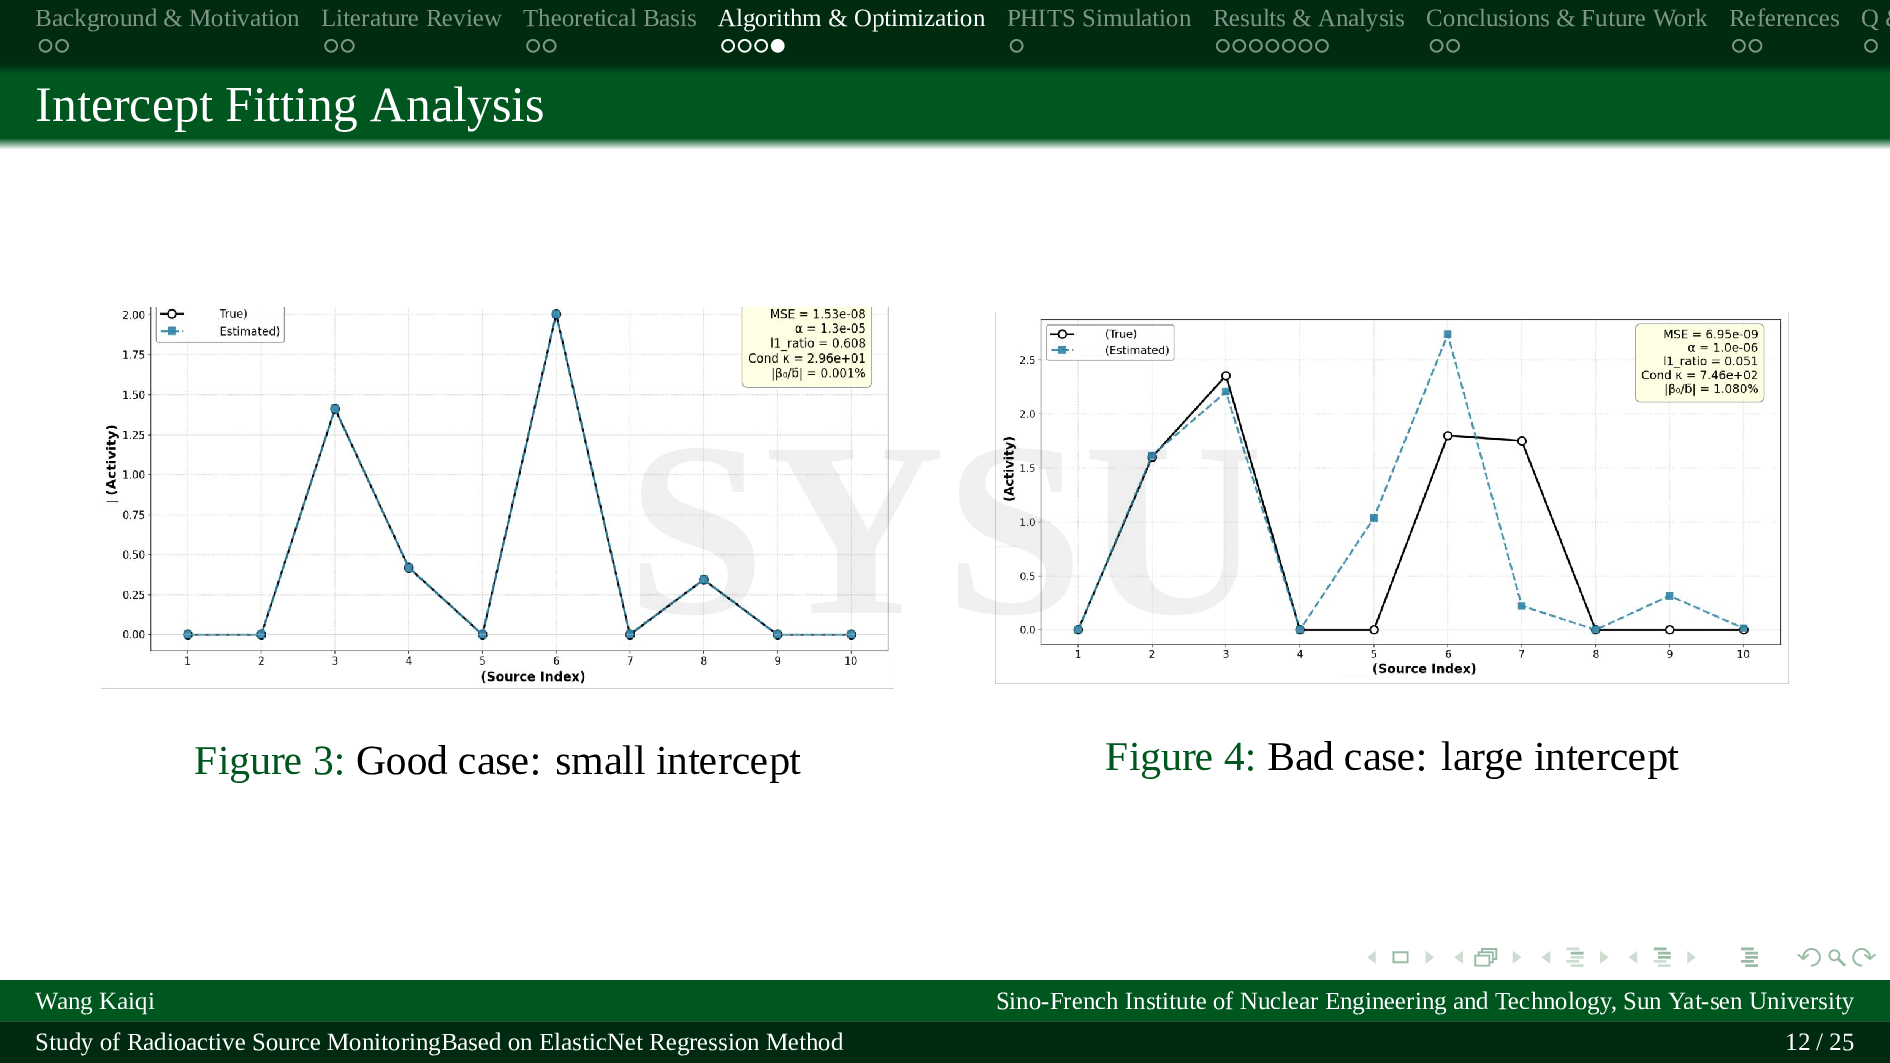 Background & Motivation Literature Review Theoretical Basis Algorithm & Optimization PHITS Simulation Results & Analysis Conclusions & Future Work References Q &
Intercept Fitting Analysis
True)
Estimated)
MSE = 1.53e-08
α = 1.3e-05
l1_ratio = 0.608
Cond κ = 2.96e+01
|β₀/b̄| = 0.001%
2.00
1.75
1.50
1.25
1.00
0.75
0.50
0.25
0.00
| (Activity)
1 2 3 4 5 6 7 8 9 10
(Source Index)
Figure 3: Good case: small intercept
(True)
(Estimated)
MSE = 6.95e-09
α = 1.0e-06
l1_ratio = 0.051
Cond κ = 7.46e+02
|β₀/b̄| = 1.080%
2.5
2.0
1.5
1.0
0.5
0.0
(Activity)
1 2 3 4 5 6 7 8 9 10
(Source Index)
Figure 4: Bad case: large intercept
SYSU
Wang Kaiqi Sino-French Institute of Nuclear Engineering and Technology, Sun Yat-sen University
Study of Radioactive Source MonitoringBased on ElasticNet Regression Method 12 / 25